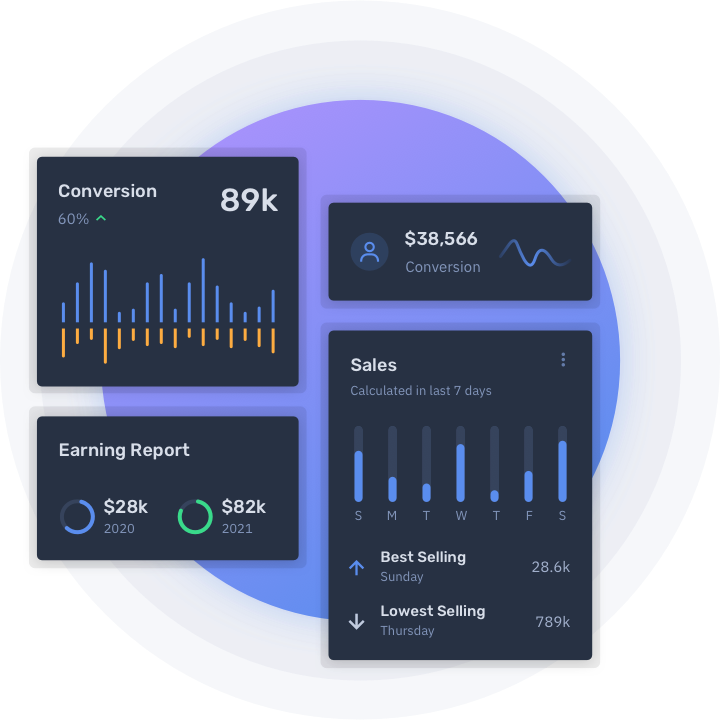 Conversion
89k
60%
$38,566
Conversion
Sales
Calculated in last 7 days
S M T W T F S
Best Selling
Sunday
28.6k
Lowest Selling
Thursday
789k
Earning Report
$28k
2020
$82k
2021